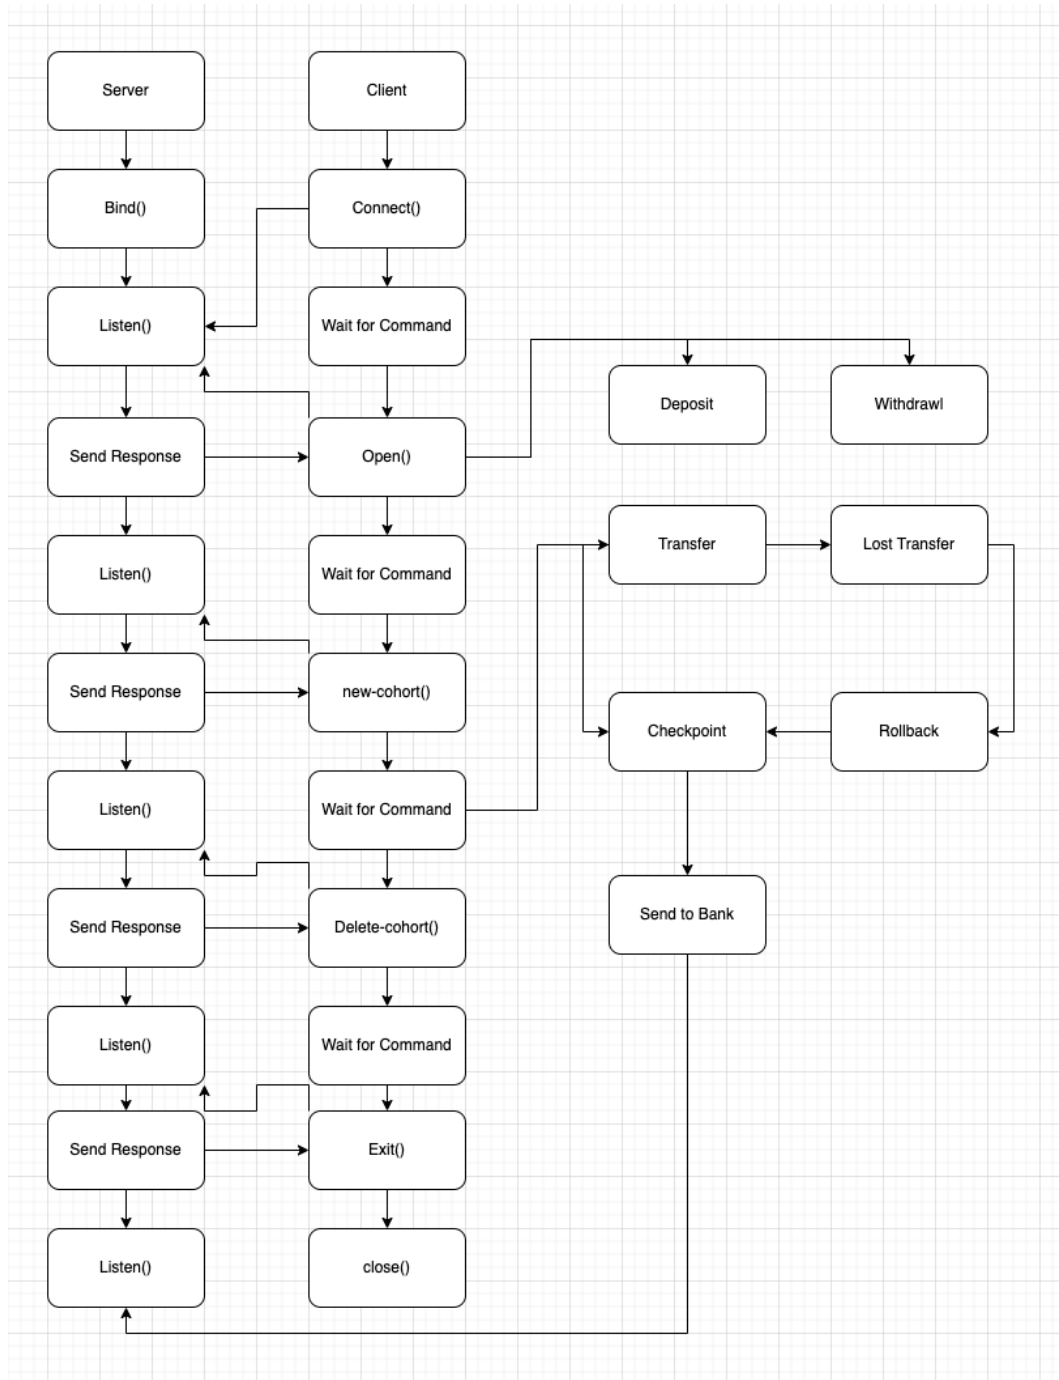 Server
Client
Bind()
Connect()
Listen()
Wait for Command
Deposit
Withdrawl
Send Response
Open()
Transfer
Lost Transfer
Listen()
Wait for Command
Send Response
new-cohort()
Checkpoint
Rollback
Listen()
Wait for Command
Send Response
Delete-cohort()
Send to Bank
Listen()
Wait for Command
Send Response
Exit()
Listen()
close()